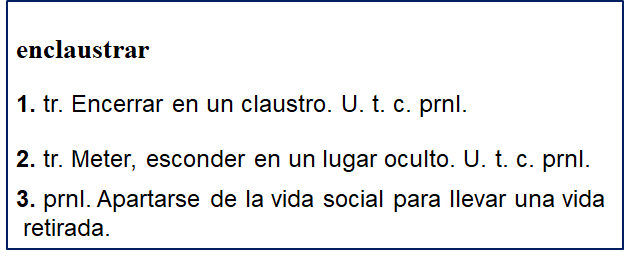 enclaustrar
1. tr. Encerrar en un claustro. U. t. c. prnl.
2. tr. Meter, esconder en un lugar oculto. U. t. c. prnl.
3. prnl. Apartarse de la vida social para llevar una vida
retirada.